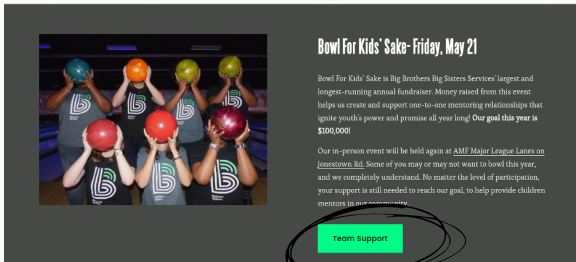 Bowl For Kids' Sake- Friday, May 21
Bowl For Kids' Sake is Big Brothers Big Sisters Services' largest and
longest-running annual fundraiser. Money raised from this event
helps us create and support one-to-one mentoring relationships that
ignite youth's power and promise all year long! Our goal this year is
$100,000!
Our in-person event will be held again at AMF Major League Lanes on
Jonestown Rd. Some of you may or may not want to bowl this year,
and we completely understand. No matter the level of participation,
your support is still needed to reach our goal, to help provide children
mentors in our community.
Team Support